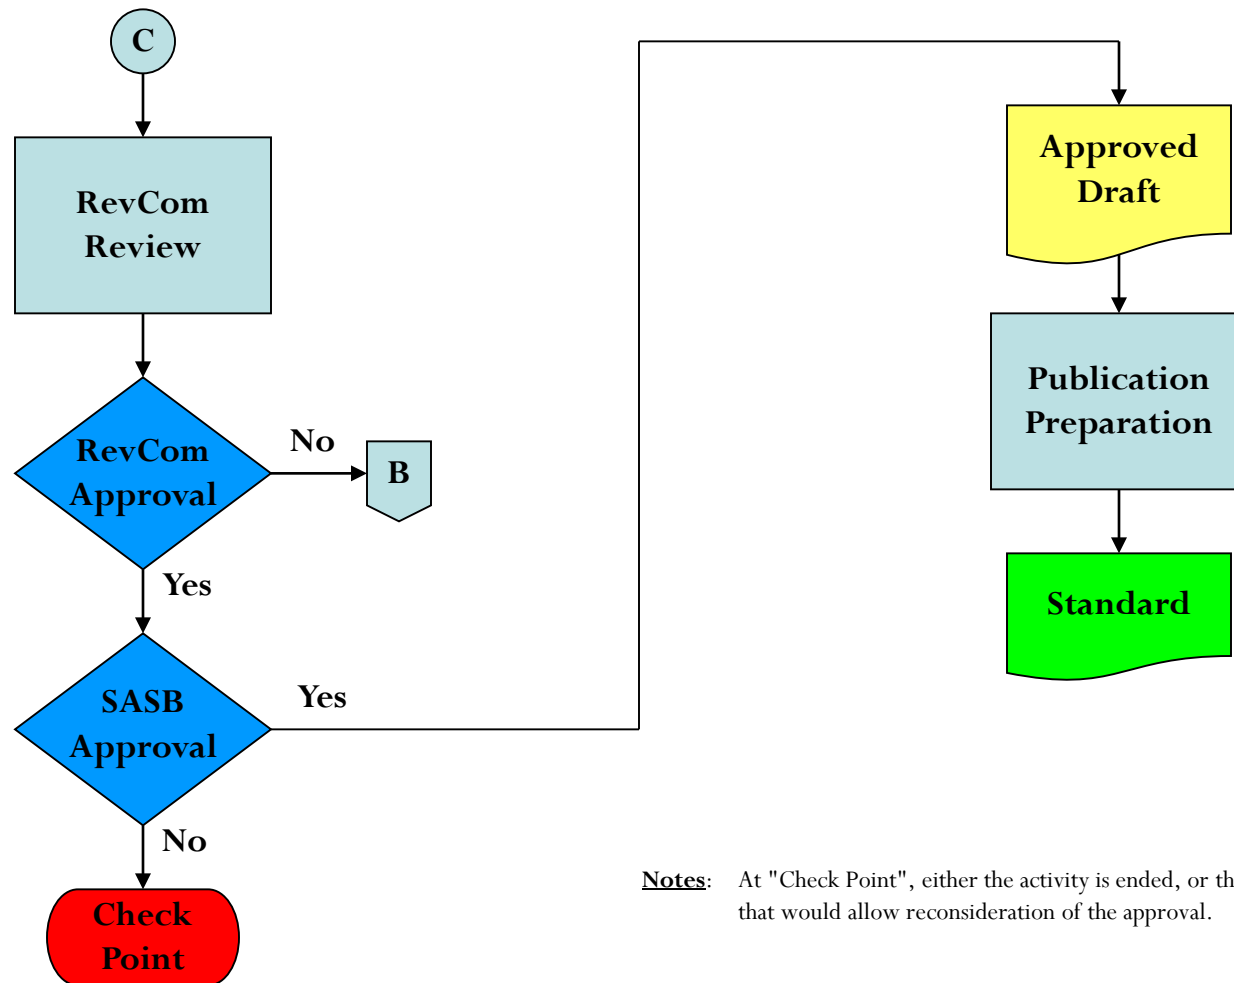 C
RevCom
Review
RevCom
Approval
No
B
Yes
SASB
Approval
Yes
No
Check
Point
Approved
Draft
Publication
Preparation
Standard
Notes: At "Check Point", either the activity is ended, or
that would allow reconsideration of the approval.